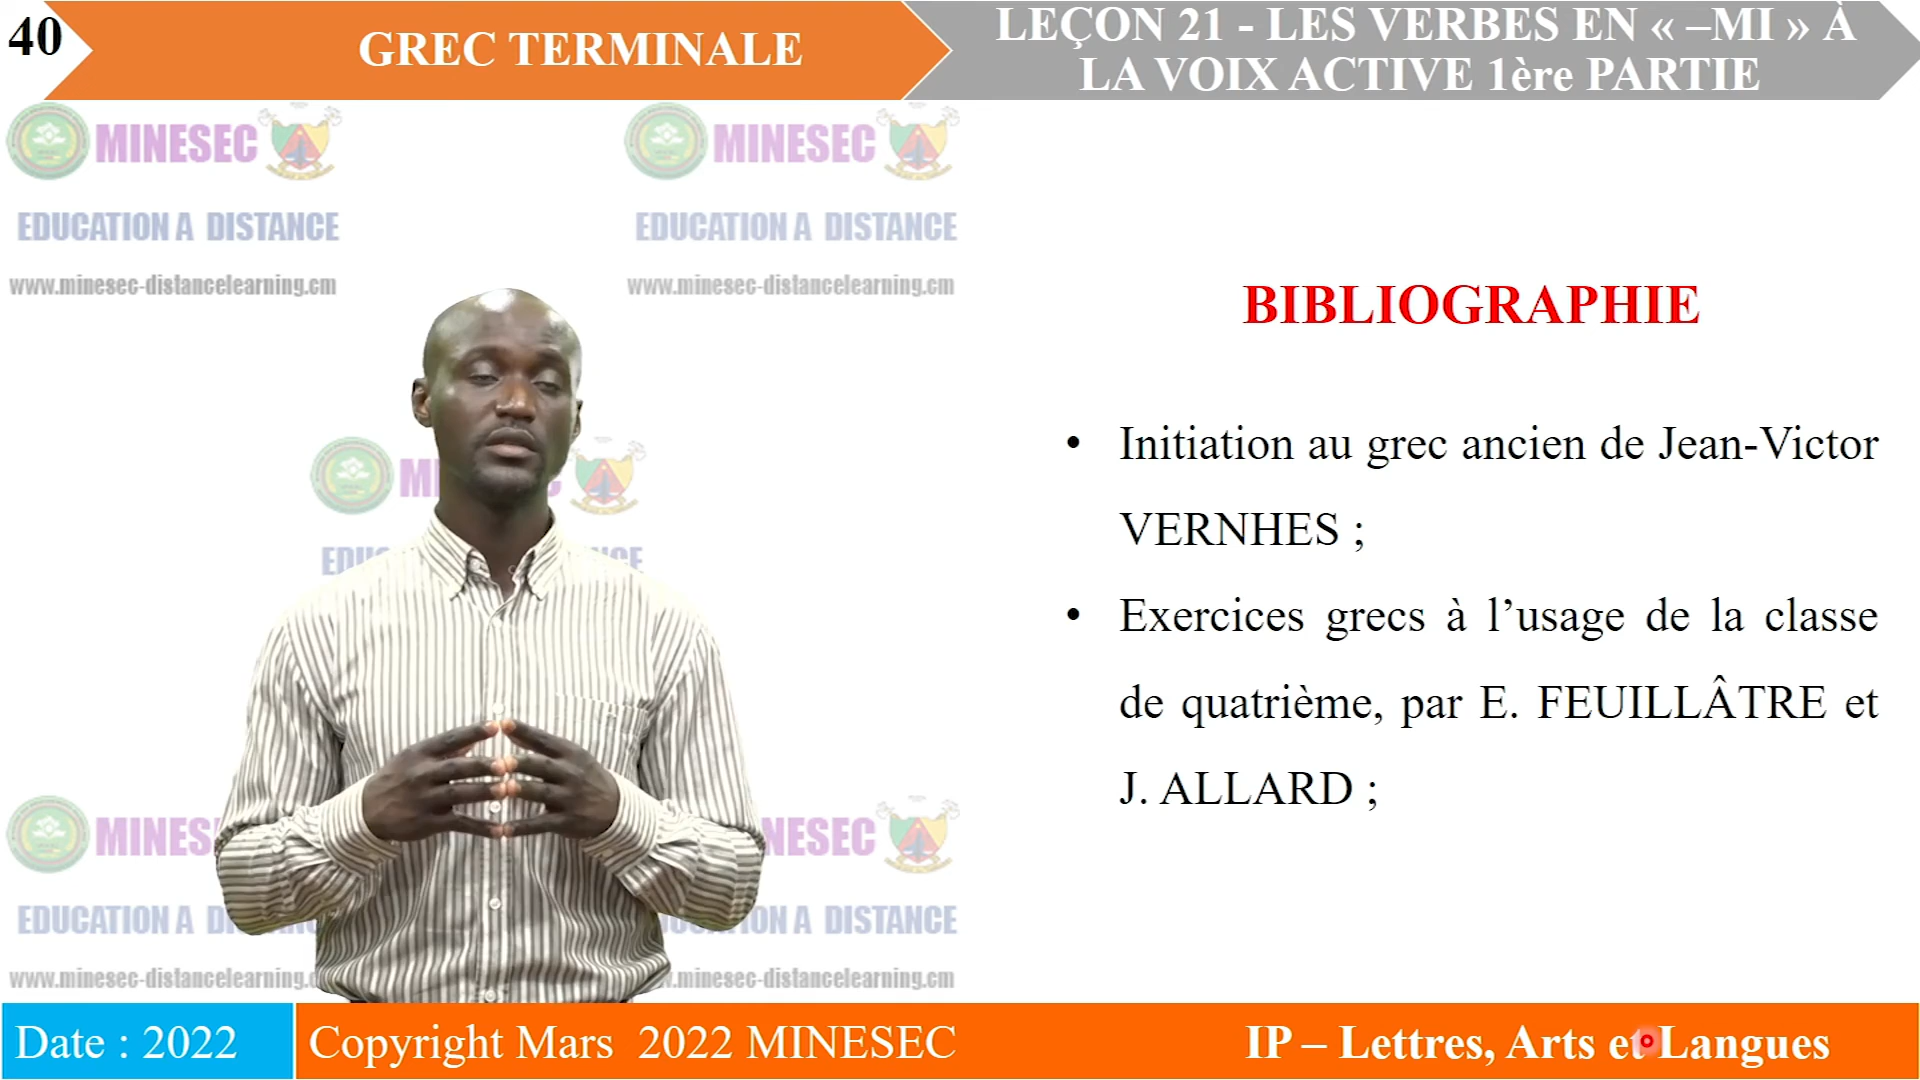 40
GREC TERMINALE
LEÇON 21 - LES VERBES EN « –MI » À
LA VOIX ACTIVE 1ère PARTIE
MINESEC
MINESEC
EDUCATION A DISTANCE
EDUCATION A DISTANCE
www.minesec-distancelearning.cm
www.minesec-distancelearning.cm
BIBLIOGRAPHIE
• Initiation au grec ancien de Jean-Victor
VERNHES ;
• Exercices grecs à l’usage de la classe
de quatrième, par E. FEUILLÂTRE et
J. ALLARD ;
EDUCATION A DISTANCE
www.minesec-distancelearning.cm
Date : 2022
Copyright Mars 2022 MINESEC
IP – Lettres, Arts et Langues